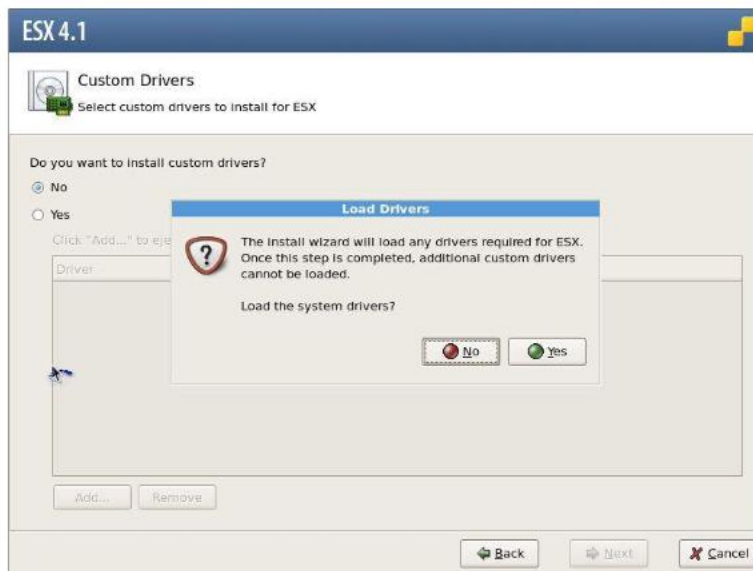 ESX 4.1
Custom Drivers
Select custom drivers to install for ESX
Do you want to install custom drivers?
No
Yes
Click "Add..." to eje
Driver
Load Drivers
The install wizard will load any drivers required for ESX.
Once this step is completed, additional custom drivers
cannot be loaded.
Load the system drivers?
No
Yes
Add...
Remove
Back
Next
Cancel